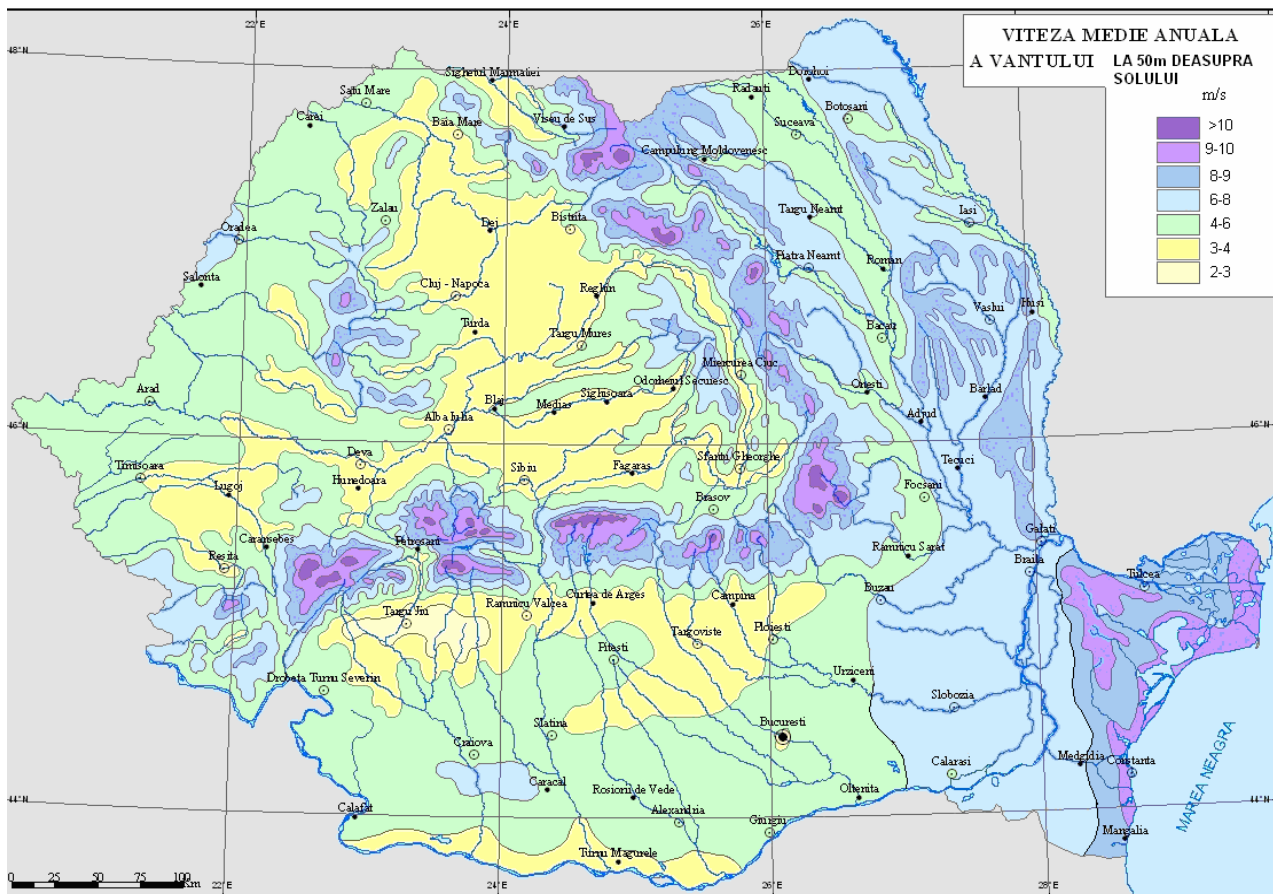 22°E
24°E
26°E
VITEZA MEDIE ANUALA
A VANTULUI LA 50m DEASUPRA
SOLULUI
m/s
>10
9-10
8-9
6-8
4-6
3-4
2-3
48°N
48°N
Sighetul Marmatiei
Dorohoi
Satu Mare
Radauti
Botosani
Carei
Baia Mare
Viseu de Sus
Suceava
Campulung Moldovenesc
Zalau
Dej
Bistrita
Targu Neamt
Iasi
Oradea
Piatra Neamt
Roman
Salonta
Cluj - Napoca
Reghin
Vaslui
Husi
Turda
Targu Mures
Bacau
Miercurea Ciuc
Arad
Odorheiul Secuiesc
Onesti
Barlad
Blaj
Medias
Sighisoara
Alba Iulia
Adjud
46°N
46°N
Deva
Sfantu Gheorghe
Tecuci
Timisoara
Hunedoara
Sibiu
Fagaras
Lugoj
Brasov
Focsani
Caransebes
Petrosani
Galati
Resita
Ramnicu Sarat
Braila
Tulcea
Buzau
Targu Jiu
Ramnicu Valcea
Curtea de Arges
Campina
Targoviste
Ploiesti
Pitesti
Urziceni
Drobeta Turnu Severin
Slobozia
Slatina
Bucuresti
Craiova
Calarasi
Medgidia
Constanta
Caracal
Rosiorii de Vede
Oltenita
MAREA NEAGRA
44°N
Calafat
Alexandria
Giurgiu
44°N
Mangalia
Turnu Magurele
0 25 50 75 100
Km
22°E
24°E
26°E
28°E